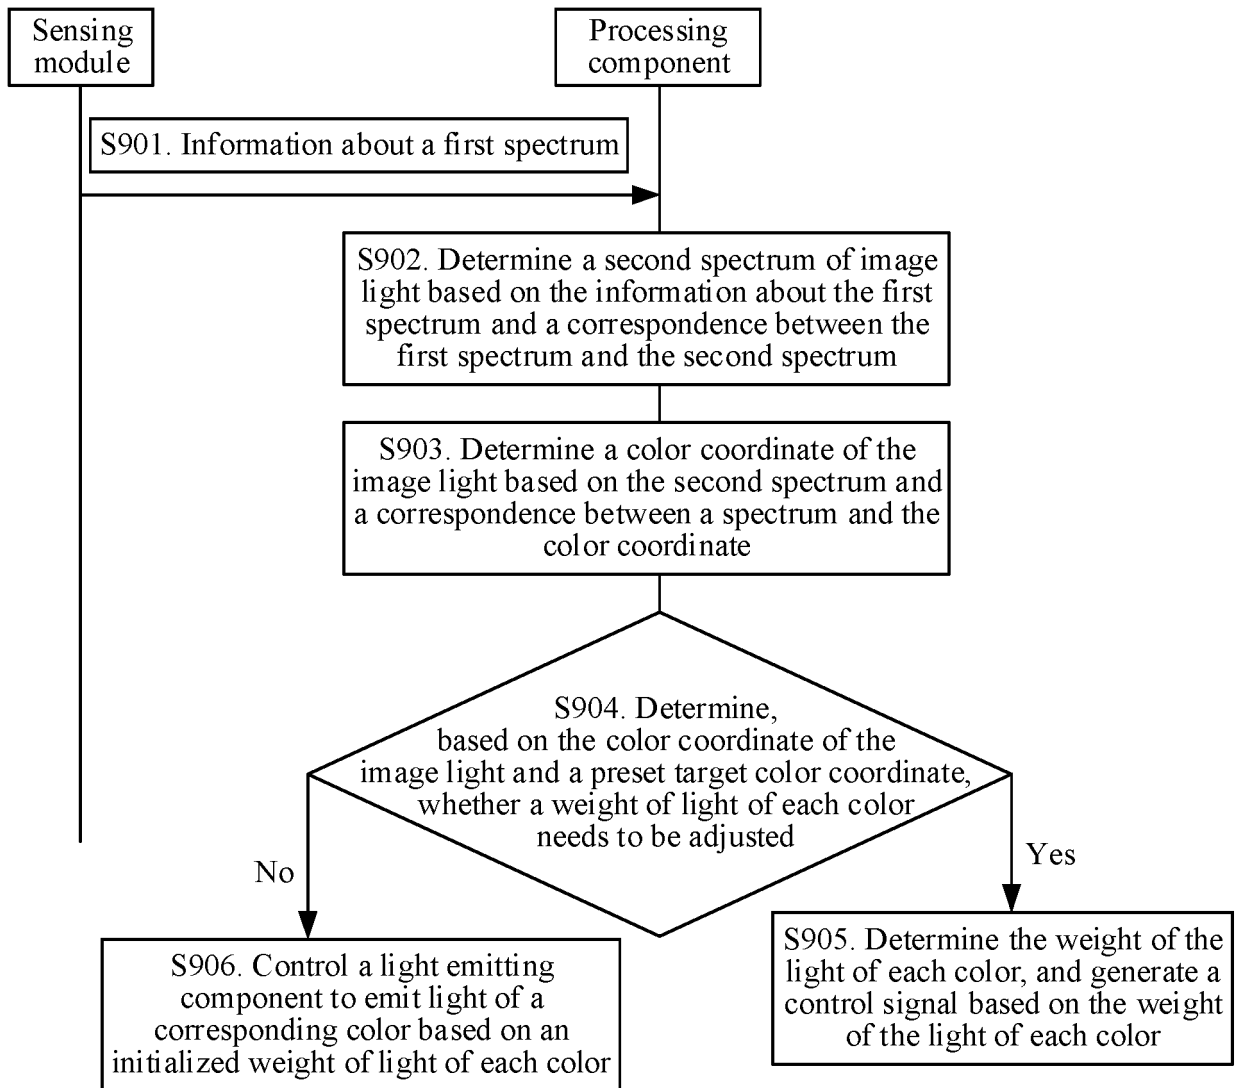 Sensing
module
Processing
component
S901. Information about a first spectrum
S902. Determine a second spectrum of image
light based on the information about the first
spectrum and a correspondence between the
first spectrum and the second spectrum
S903. Determine a color coordinate of the
image light based on the second spectrum and
a correspondence between a spectrum and the
color coordinate
S904. Determine,
based on the color coordinate of the
image light and a preset target color coordinate,
whether a weight of light of each color
needs to be adjusted
No
Yes
S906. Control a light emitting
component to emit light of a
corresponding color based on an
initialized weight of light of each color
S905. Determine the weight of the
light of each color, and generate a
control signal based on the weight
of the light of each color